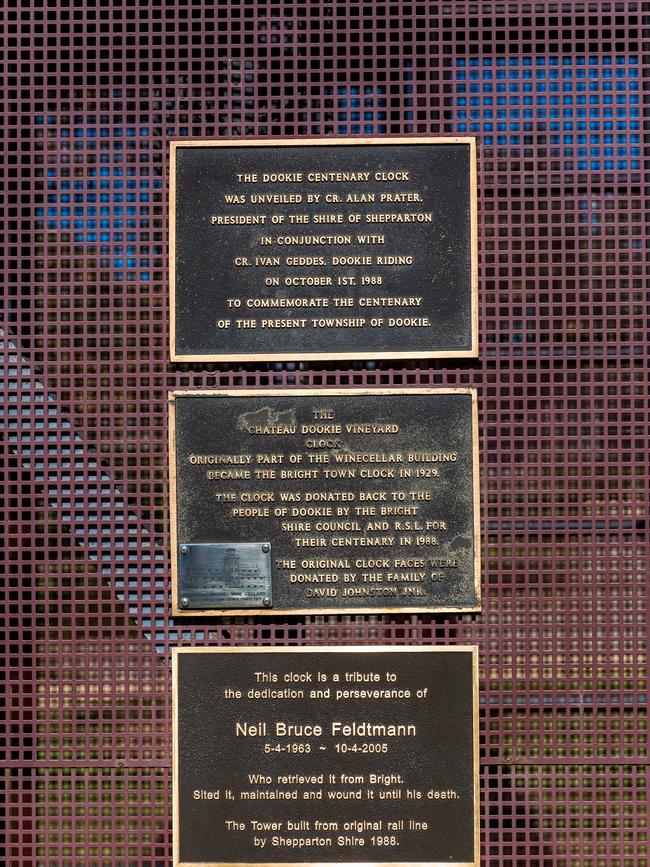 THE DOOKIE CENTENARY CLOCK
WAS UNVEILED BY CR. ALAN PRATER,
PRESIDENT OF THE SHIRE OF SHEPPARTON
IN CONJUNCTION WITH
CR. IVAN GEDDES, DOOKIE RIDING
ON OCTOBER 1ST, 1988
TO COMMEMORATE THE CENTENARY
OF THE PRESENT TOWNSHIP OF DOOKIE.
THE
CHATEAU DOOKIE VINEYARD
CLOCK
ORIGINALLY PART OF THE WINECELLAR BUILDING
BECAME THE BRIGHT TOWN CLOCK IN 1929.
THE CLOCK WAS DONATED BACK TO THE
PEOPLE OF DOOKIE BY THE BRIGHT
SHIRE COUNCIL AND R.S.L. FOR
THEIR CENTENARY IN 1988.
THE ORIGINAL CLOCK FACES WERE
DONATED BY THE FAMILY OF
DAVID JOHNSTON JNR.
DOOKIE WINE CELLARS
This clock is a tribute to
the dedication and perseverance of
Neil Bruce Feldtmann
5-4-1963 ~ 10-4-2005
Who retrieved it from Bright.
Sited it, maintained and wound it until his death.
The Tower built from original rail line
by Shepparton Shire 1988.